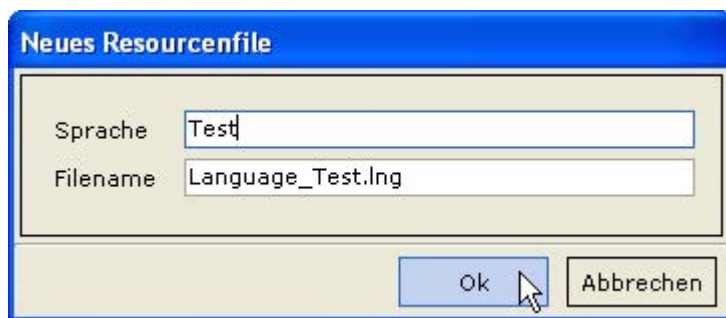 Neues Resourcenfile
Sprache Test
Filename Language_Test.lng
Ok Abbrechen